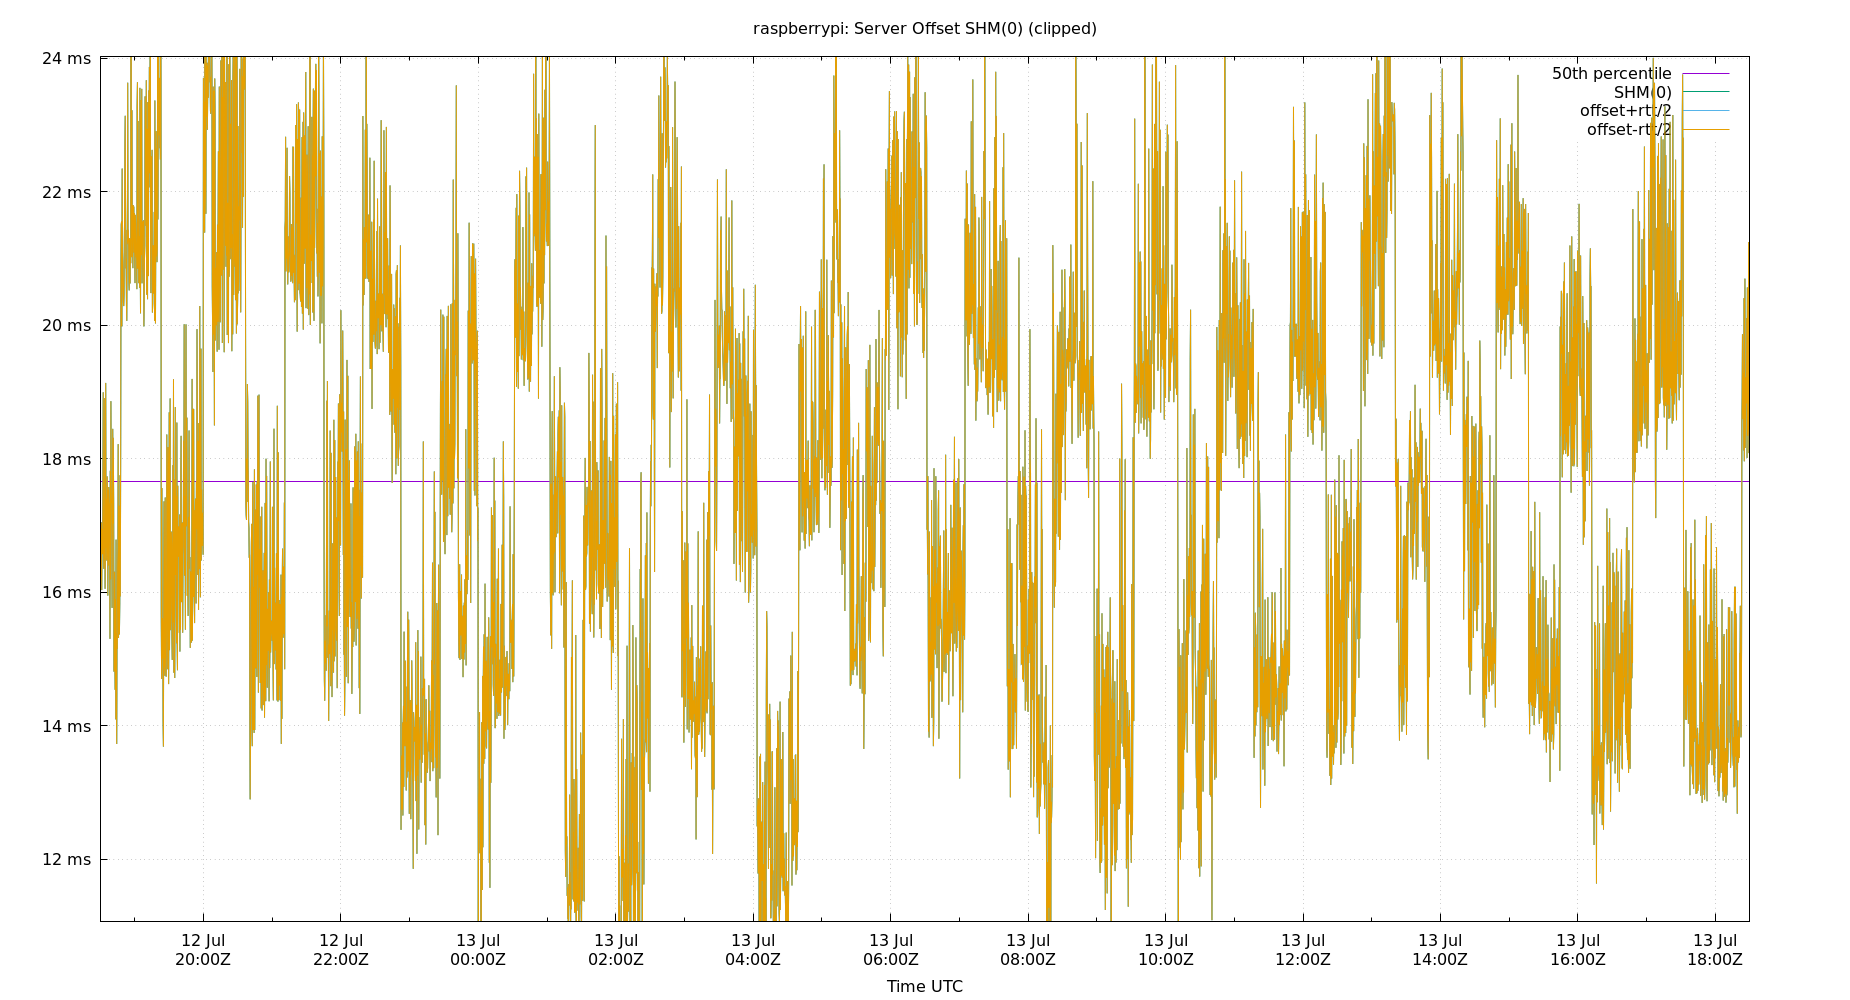 raspberrypi: Server Offset SHM(0) (clipped)
24 ms
22 ms
20 ms
18 ms
16 ms
14 ms
12 ms
50th percentile
SHM(0)
offset+rtt/2
offset-rtt/2
12 Jul
20:00Z
12 Jul
22:00Z
13 Jul
00:00Z
13 Jul
02:00Z
13 Jul
04:00Z
13 Jul
06:00Z
13 Jul
08:00Z
13 Jul
10:00Z
13 Jul
12:00Z
13 Jul
14:00Z
13 Jul
16:00Z
13 Jul
18:00Z
Time UTC